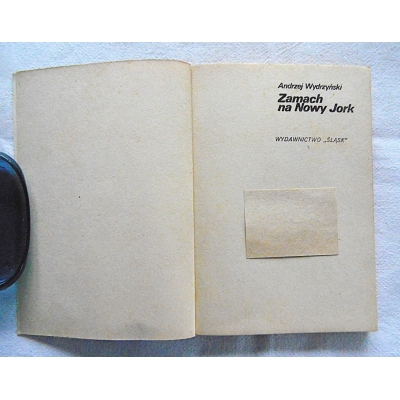 Andrzej Wydrzyński
Zamach
na Nowy Jork
WYDAWNICTWO „ŚLĄSK”